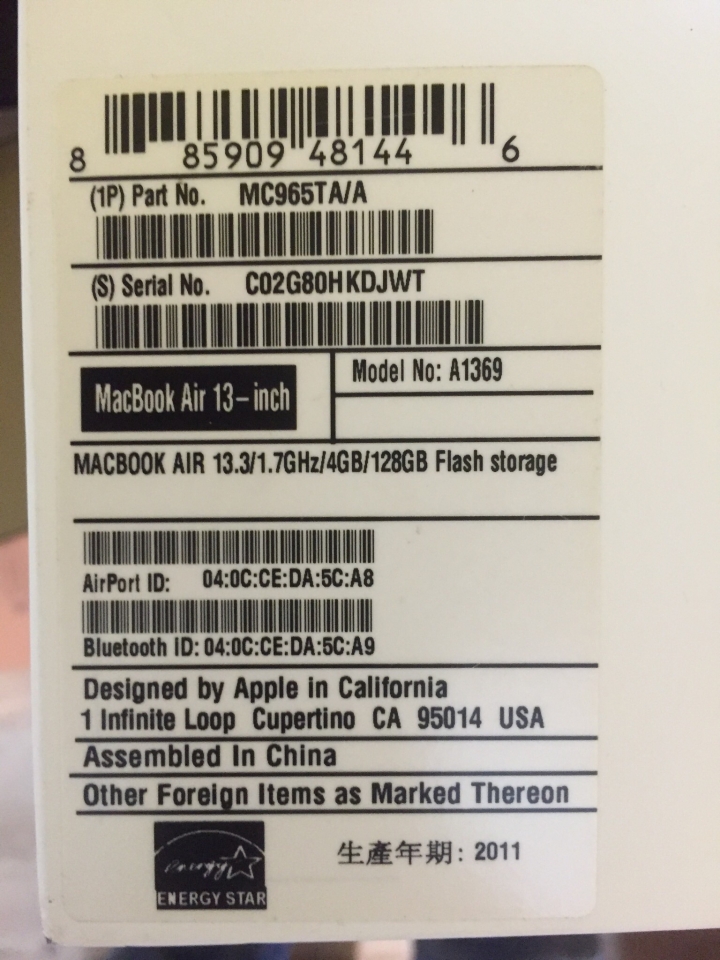 8 85909 48144 6
(1P) Part No. MC965TA/A
(S) Serial No. C02G80HKDJWT
MacBook Air 13-inch
Model No: A1369
MACBOOK AIR 13.3/1.7GHz/4GB/128GB Flash storage
AirPort ID: 04:0C:CE:DA:5C:A8
Bluetooth ID: 04:0C:CE:DA:5C:A9
Designed by Apple in California
1 Infinite Loop Cupertino CA 95014 USA
Assembled In China
Other Foreign Items as Marked Thereon
energy
ENERGY STAR
生產年期: 2011